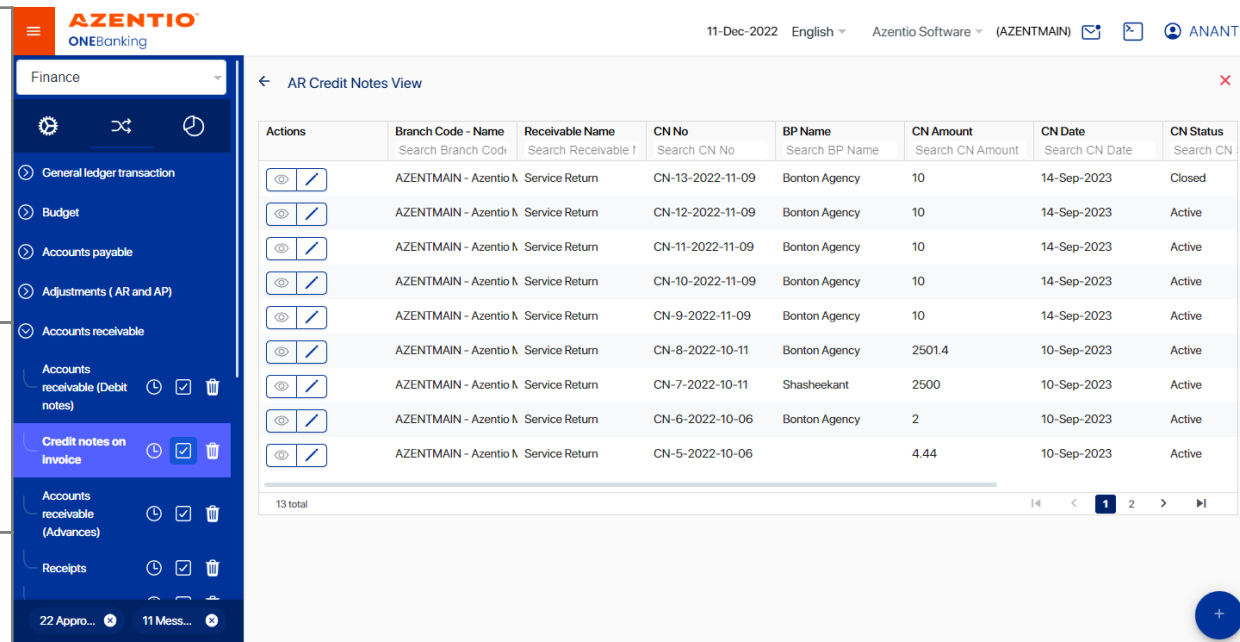 AZENTIO
ONEBanking
11-Dec-2022 English Azentio Software (AZENTMAIN) ANANT
Finance
AR Credit Notes View
General ledger transaction
Budget
Accounts payable
Adjustments ( AR and AP)
Accounts receivable
Accounts
receivable (Debit
notes)
Credit notes on
invoice
Accounts
receivable
(Advances)
Receipts
22 Appro... 11 Mess...
Actions Branch Code - Name Receivable Name CN No BP Name CN Amount CN Date CN Status
Search Branch Code Search Receivable Search CN No Search BP Name Search CN Amount Search CN Date Search CN
AZENTMAIN - Azentio Service Return CN-13-2022-11-09 Bonton Agency 10 14-Sep-2023 Closed
AZENTMAIN - Azentio Service Return CN-12-2022-11-09 Bonton Agency 10 14-Sep-2023 Active
AZENTMAIN - Azentio Service Return CN-11-2022-11-09 Bonton Agency 10 14-Sep-2023 Active
AZENTMAIN - Azentio Service Return CN-10-2022-11-09 Bonton Agency 10 14-Sep-2023 Active
AZENTMAIN - Azentio Service Return CN-9-2022-11-09 Bonton Agency 10 14-Sep-2023 Active
AZENTMAIN - Azentio Service Return CN-8-2022-10-11 Bonton Agency 2501.4 10-Sep-2023 Active
AZENTMAIN - Azentio Service Return CN-7-2022-10-11 Shasheekant 2500 10-Sep-2023 Active
AZENTMAIN - Azentio Service Return CN-6-2022-10-06 Bonton Agency 2 10-Sep-2023 Active
AZENTMAIN - Azentio Service Return CN-5-2022-10-06 4.44 10-Sep-2023 Active
13 total 1 2